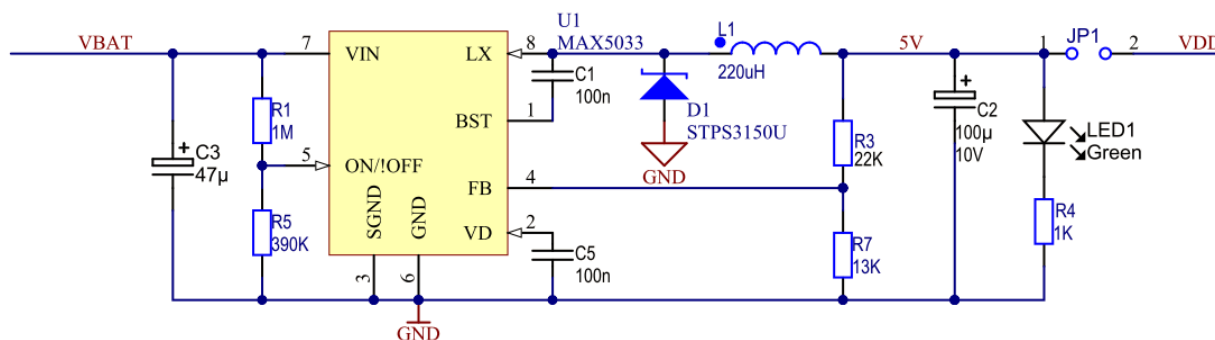 VBAT
7
VIN
LX
8
U1
MAX5033
L1
220uH
5V
1
JP1
2
VDD
C1
100n
BST
1
D1
STPS3150U
GND
R1
1M
C3
47µ
5
ON/!OFF
FB
4
R3
22K
C2
100µ
10V
LED1
Green
R5
390K
SGND
GND
VD
2
C5
100n
R7
13K
R4
1K
3
6
GND